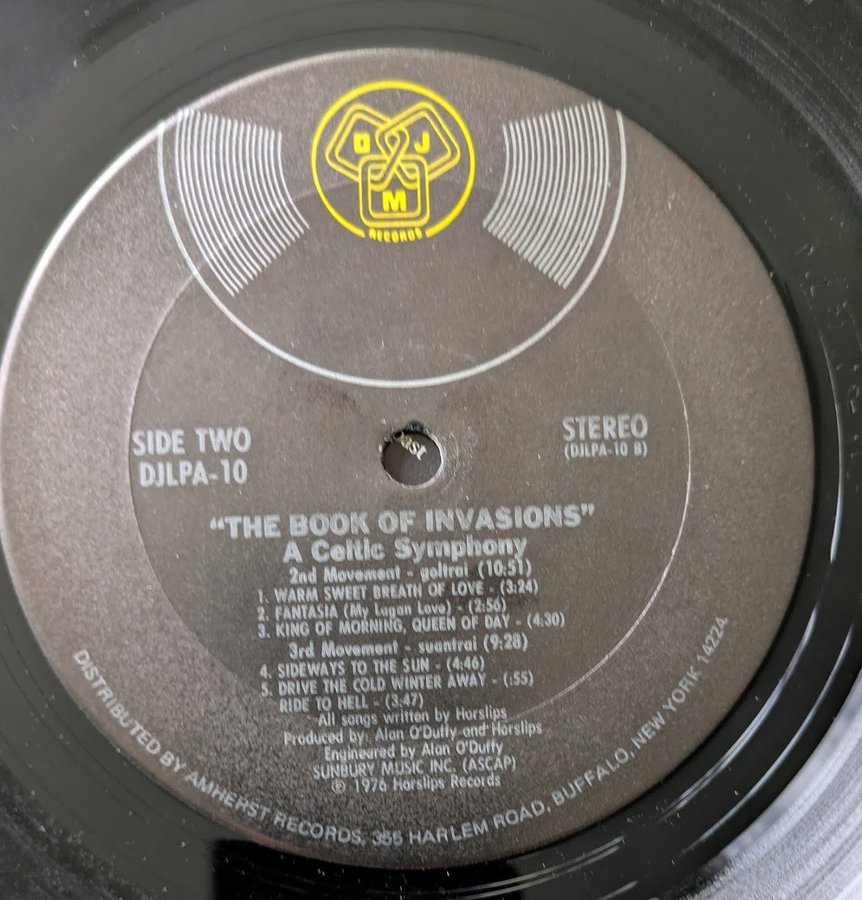 D J
M
RECORDS
SIDE TWO
DJLPA-10
STEREO
(DJLPA-10 B)
"THE BOOK OF INVASIONS"
A Celtic Symphony
2nd Movement - goltrai (10:51)
1. WARM SWEET BREATH OF LOVE - (3:24)
2. FANTASIA (My Lagan Love) - (2:56)
3. KING OF MORNING, QUEEN OF DAY - (4:30)
3rd Movement - suantrai (9:28)
4. SIDEWAYS TO THE SUN - (4:46)
5. DRIVE THE COLD WINTER AWAY - (:55)
RIDE TO HELL - (3:47)
All songs written by Horslips
Produced by: Alan O'Duffy and Horslips
Engineered by Alan O'Duffy
SUNBURY MUSIC INC. (ASCAP)
℗ 1976 Horslips Records
DISTRIBUTED BY AMHERST RECORDS, 355 HARLEM ROAD, BUFFALO, NEW YORK 14224